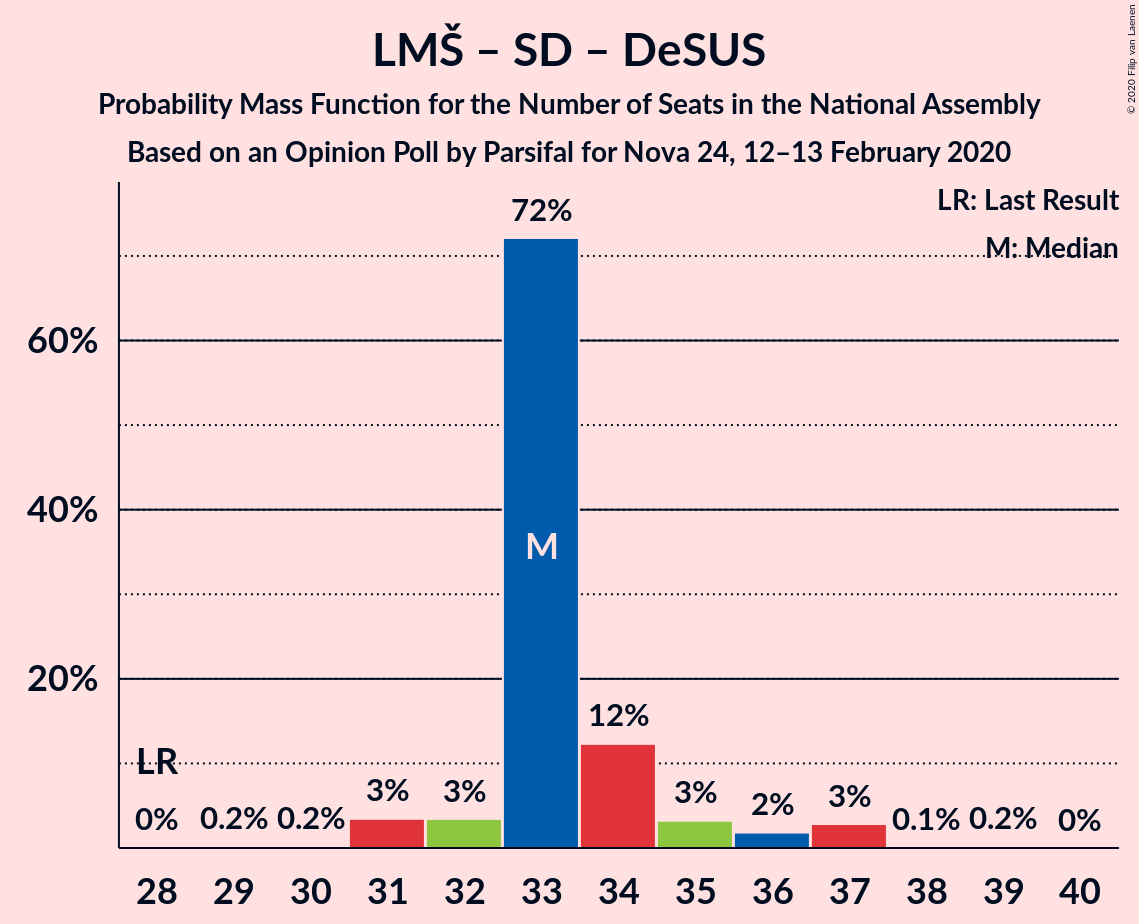 LMŠ – SD – DeSUS
Probability Mass Function for the Number of Seats in the National Assembly
Based on an Opinion Poll by Parsifal for Nova 24, 12–13 February 2020
© 2020 Filip van Laenen
LR: Last Result
M: Median
72%
60%
40%
M
20%
12%
LR
0%
0.2%
0.2%
3%
3%
3%
2%
3%
0.1%
0.2%
0%
28 29 30 31 32 33 34 35 36 37 38 39 40